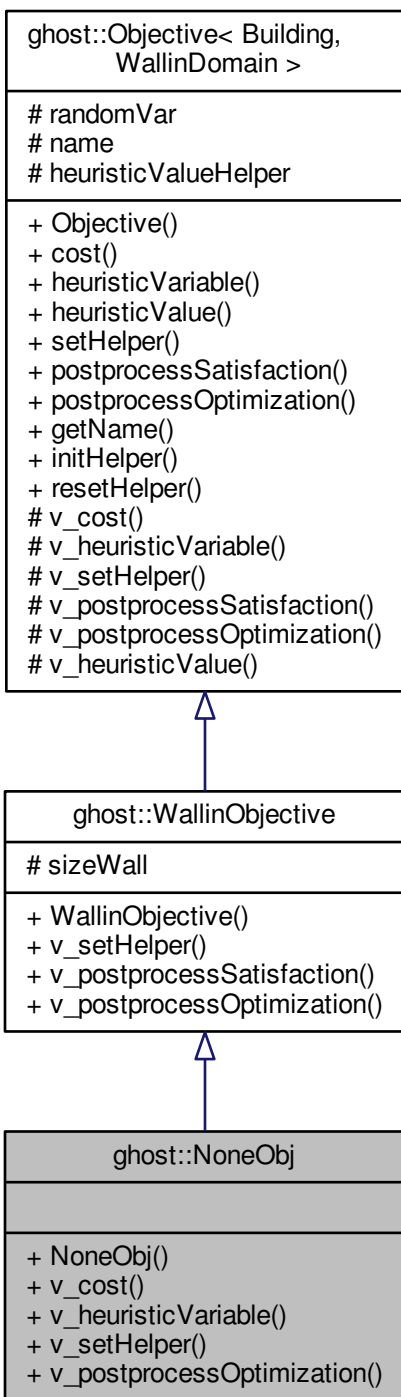 ghost::Objective< Building,
WallinDomain >
# randomVar
# name
# heuristicValueHelper
+ Objective()
+ cost()
+ heuristicVariable()
+ heuristicValue()
+ setHelper()
+ postprocessSatisfaction()
+ postprocessOptimization()
+ getName()
+ initHelper()
+ resetHelper()
# v_cost()
# v_heuristicVariable()
# v_setHelper()
# v_postprocessSatisfaction()
# v_postprocessOptimization()
# v_heuristicValue()
ghost::WallinObjective
# sizeWall
+ WallinObjective()
+ v_setHelper()
+ v_postprocessSatisfaction()
+ v_postprocessOptimization()
ghost::NoneObj
+ NoneObj()
+ v_cost()
+ v_heuristicVariable()
+ v_setHelper()
+ v_postprocessOptimization()